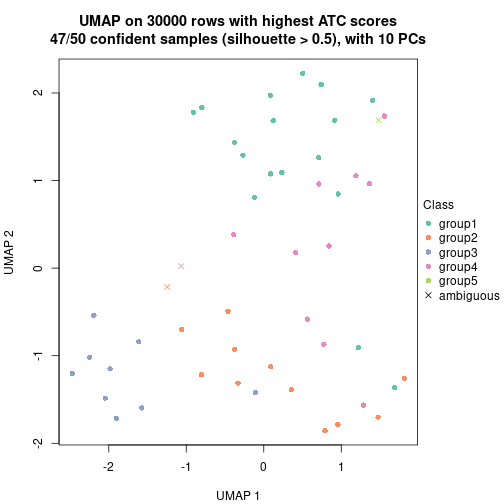 UMAP on 30000 rows with highest ATC scores
47/50 confident samples (silhouette > 0.5), with 10 PCs
2
1
0
-1
-2
UMAP 2
-2
-1
0
1
UMAP 1
Class
group1
group2
group3
group4
group5
ambiguous